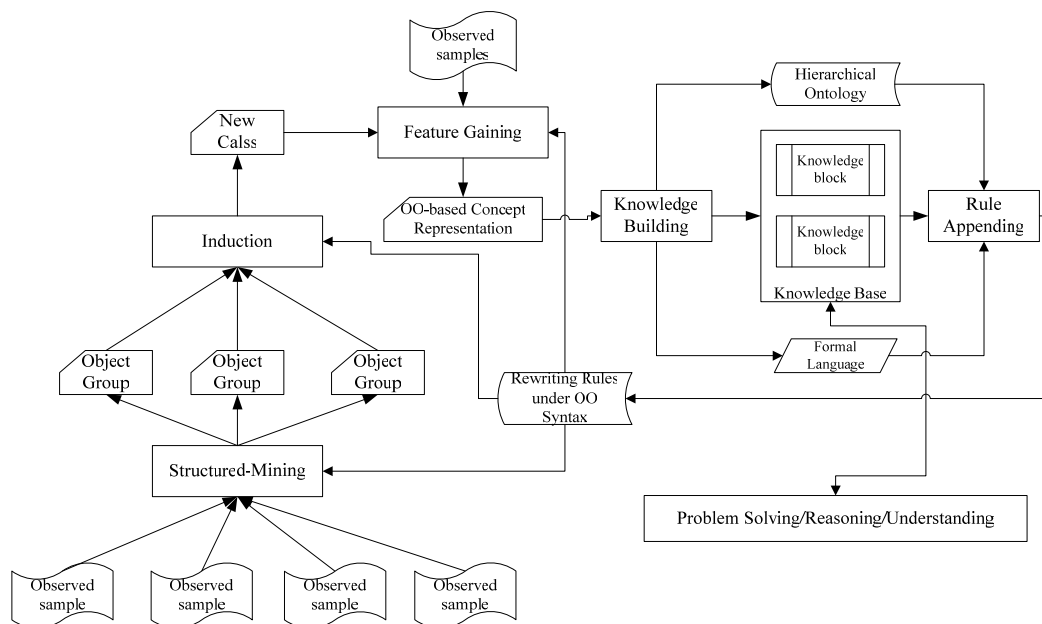 Observed
samples
Hierarchical
Ontology
New
Calss
Feature Gaining
Knowledge
block
OO-based Concept
Representation
Knowledge
Building
Rule
Appending
Induction
Knowledge
block
Knowledge Base
Object
Group
Object
Group
Object
Group
Formal
Language
Rewriting Rules
under OO
Syntax
Structured-Mining
Problem Solving/Reasoning/Understanding
Observed
sample
Observed
sample
Observed
sample
Observed
sample